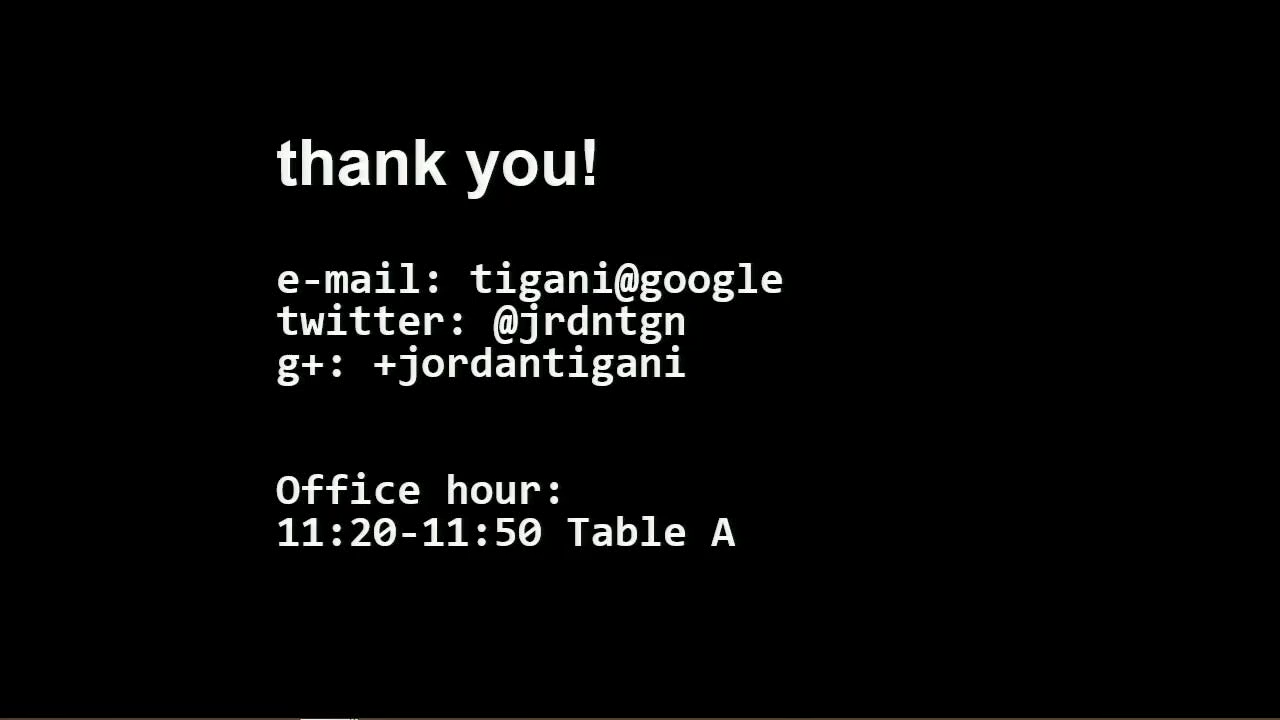 thank you!
e-mail: tigani@google
twitter: @jrdntgn
g+: +jordantigani
Office hour:
11:20-11:50 Table A